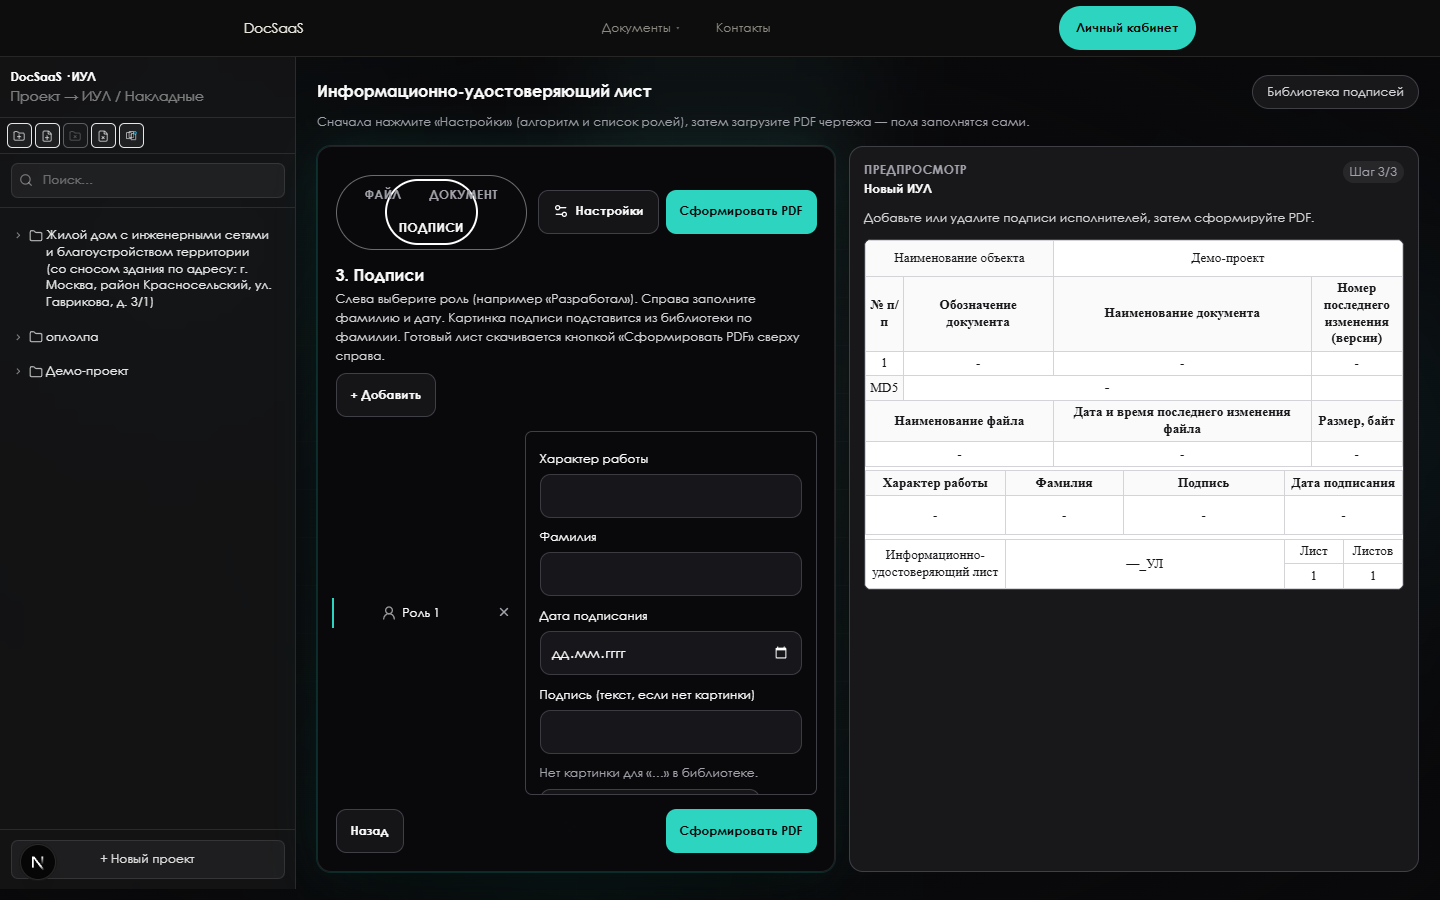 DocSaaS
Документы
Контакты
Личный кабинет
DocSaaS · ИУЛ
Проект → ИУЛ / Накладные
Поиск...
Жилой дом с инженерными сетями
и благоустройством территории
(со сносом здания по адресу: г.
Москва, район Красносельский, ул.
Гаврикова, д. 3/1)
оплолпа
Демо-проект
N
+ Новый проект
Информационно-удостоверяющий лист
Библиотека подписей
Сначала нажмите «Настройки» (алгоритм и список ролей), затем загрузите PDF чертежа — поля заполнятся сами.
ФАЙЛ
ДОКУМЕНТ
ПОДПИСИ
Настройки
Сформировать PDF
3. Подписи
Слева выберите роль (например «Разработал»). Справа заполните
фамилию и дату. Картинка подписи подставится из библиотеки по
фамилии. Готовый лист скачивается кнопкой «Сформировать PDF» сверху
справа.
+ Добавить
Роль 1
Характер работы
Фамилия
Дата подписания
дд.мм.гггг
Подпись (текст, если нет картинки)
Нет картинки для «…» в библиотеке.
Назад
Сформировать PDF
ПРЕДПРОСМОТР
Шаг 3/3
Новый ИУЛ
Добавьте или удалите подписи исполнителей, затем сформируйте PDF.
Наименование объекта
Демо-проект
№ п/
п
Обозначение
документа
Наименование документа
Номер
последнего
изменения
(версии)
1
-
-
-
MD5
-
Наименование файла
Дата и время последнего изменения
файла
Размер, байт
-
-
-
Характер работы
Фамилия
Подпись
Дата подписания
-
-
-
-
Информационно-
удостоверяющий лист
—_УЛ
Лист
Листов
1
1